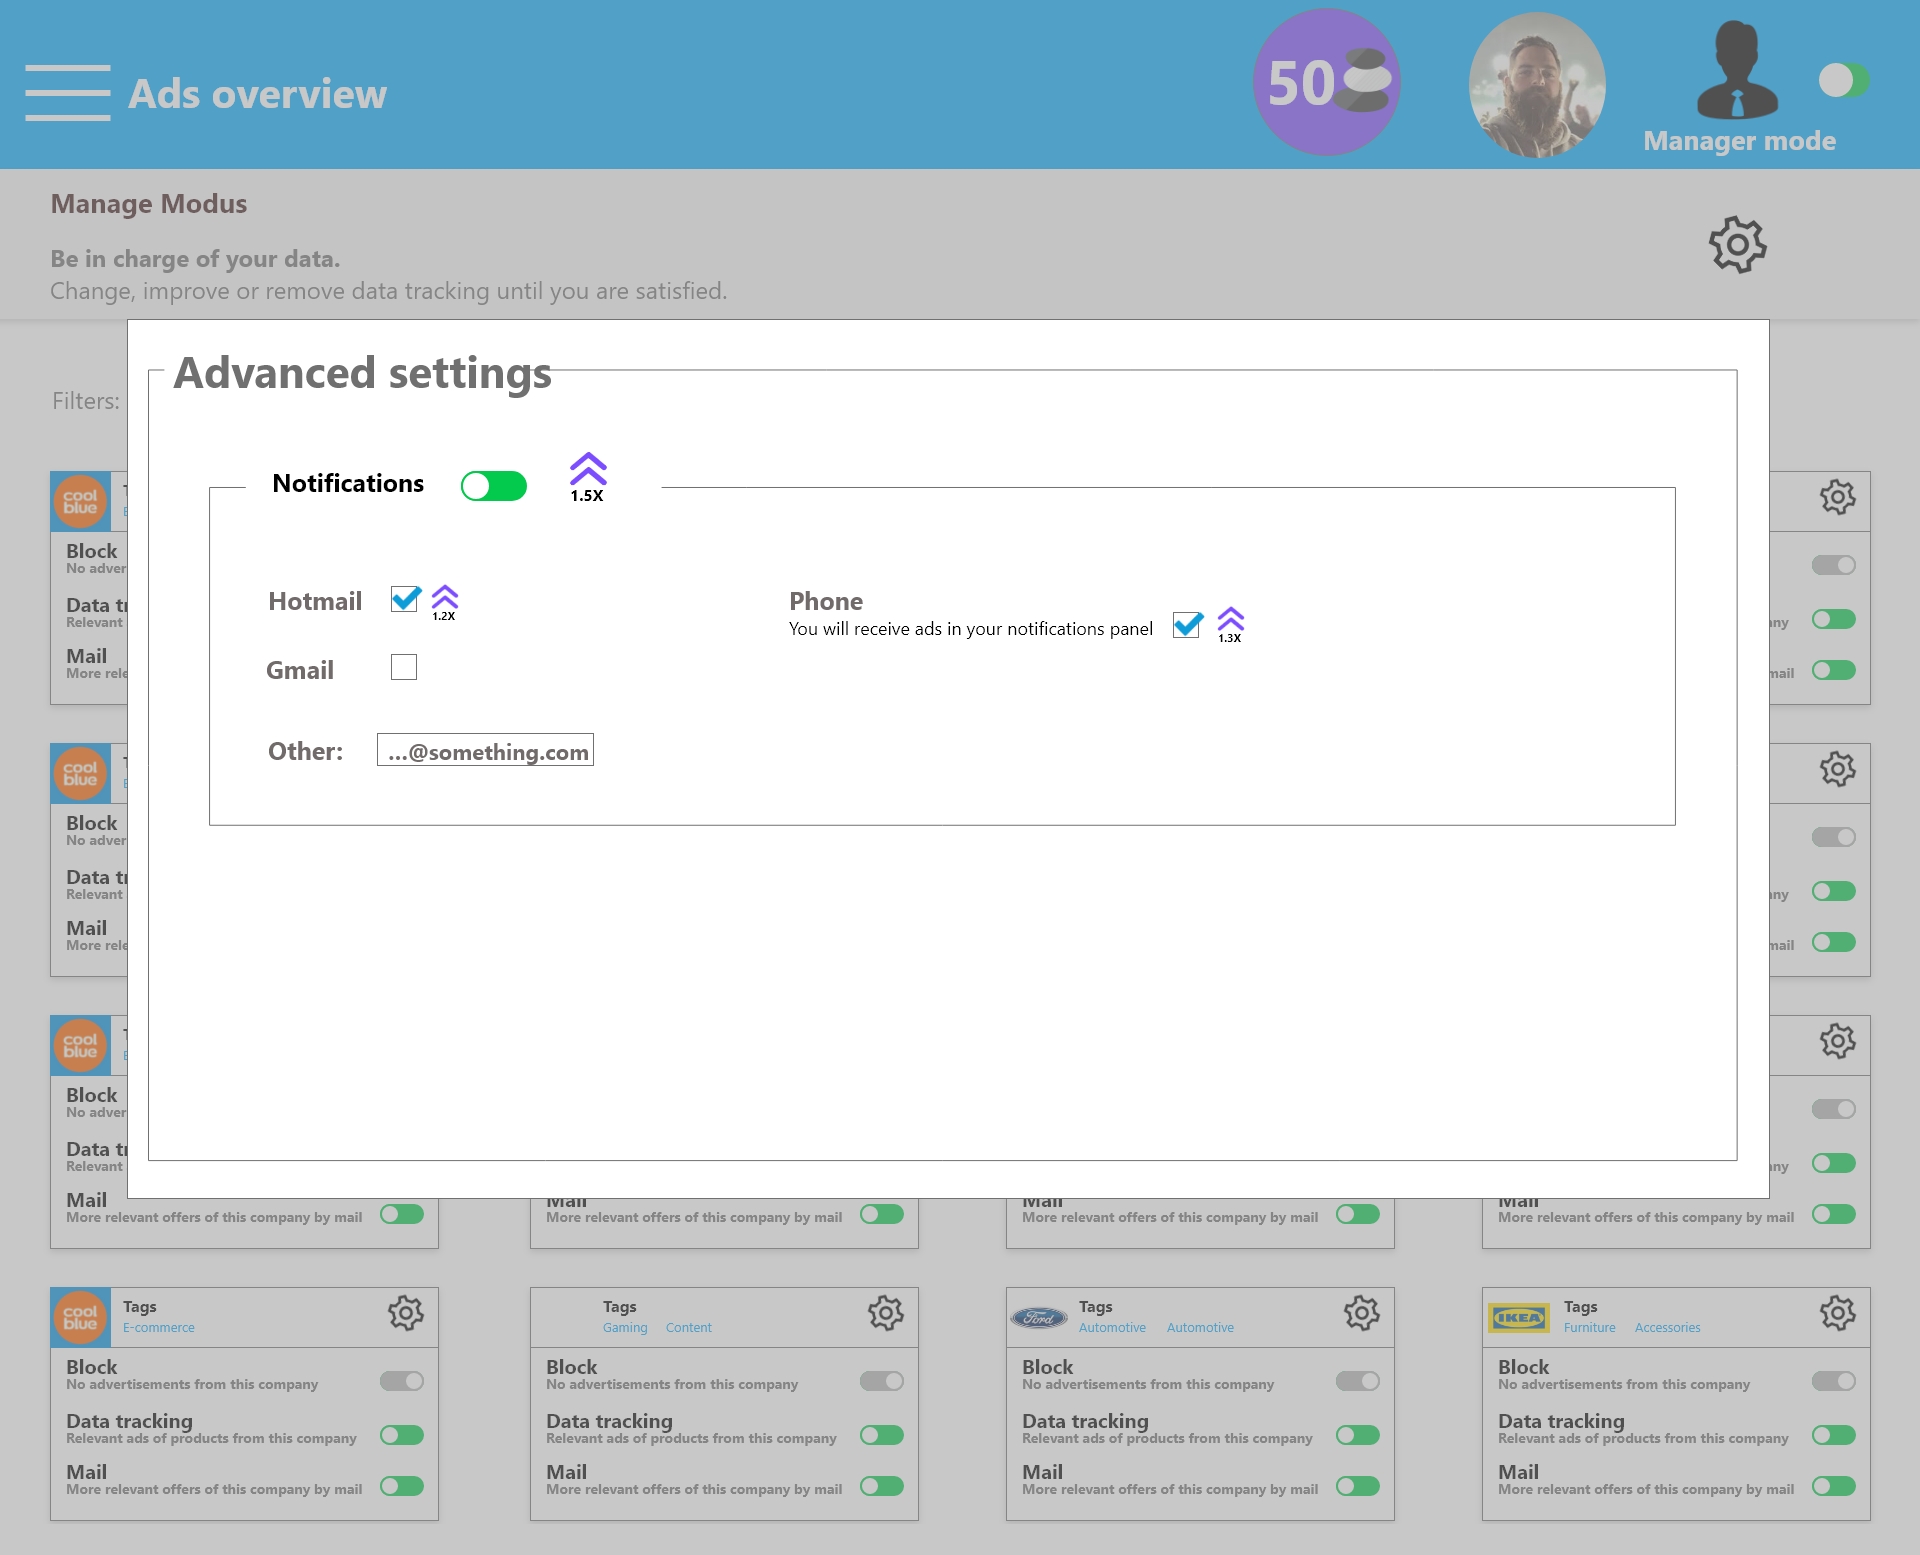 Ads overview
50
Manager mode
Manage Modus
Be in charge of your data.
Change, improve or remove data tracking until you are satisfied.
Filters:
Advanced settings
Notifications
1.5X
Hotmail
1.2X
Phone
You will receive ads in your notifications panel
1.3X
Gmail
Other:
...@something.com
cool
blue
Block
No adver
Data t
Relevant
Mail
More rele
mail
cool
blue
Block
No adver
Data t
Relevant
Mail
More rele
mail
cool
blue
Block
No adver
Data t
Relevant
Mail
More relevant offers of this company by mail
Mail
More relevant offers of this company by mail
Mail
More relevant offers of this company by mail
Mail
More relevant offers of this company by mail
cool
blue
Tags
E-commerce
Block
No advertisements from this company
Data tracking
Relevant ads of products from this company
Mail
More relevant offers of this company by mail
Tags
Gaming Content
Block
No advertisements from this company
Data tracking
Relevant ads of products from this company
Mail
More relevant offers of this company by mail
Ford
Tags
Automotive Automotive
Block
No advertisements from this company
Data tracking
Relevant ads of products from this company
Mail
More relevant offers of this company by mail
IKEA
Tags
Furniture Accessories
Block
No advertisements from this company
Data tracking
Relevant ads of products from this company
Mail
More relevant offers of this company by mail